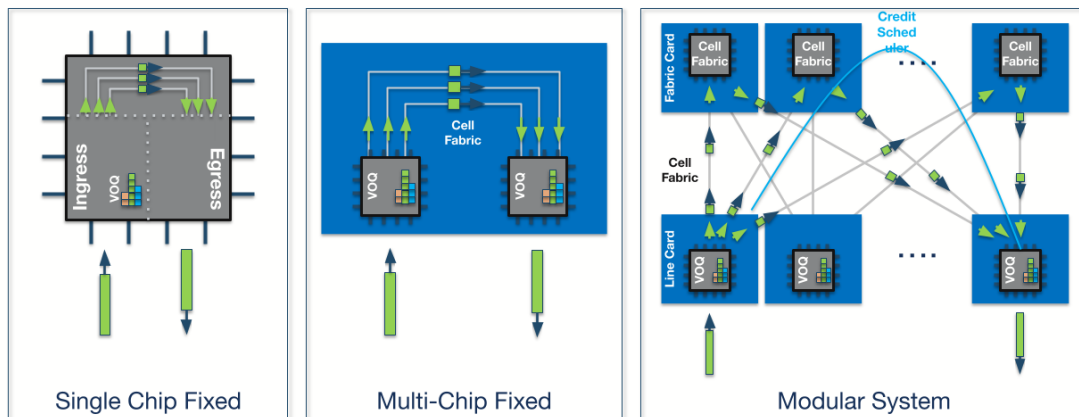 Ingress
VOQ
Egress
Single Chip Fixed
Cell
Fabric
VOQ
VOQ
Multi-Chip Fixed
Credit
Sched
uler
Fabric Card
Cell
Fabric
Cell
Fabric
....
Cell
Fabric
Cell
Fabric
Line Card
VOQ
VOQ
....
VOQ
Modular System